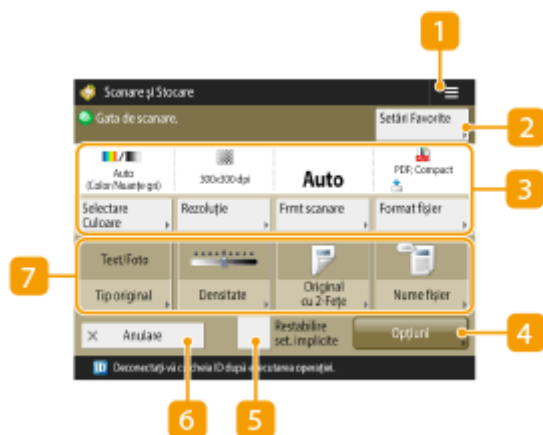 1
Scanare și Stocare
Gata de scanare.
Setări Favorite
2
Auto
(Color/Nuanțe gri)
300x300 dpi
Auto
PDF; Compact
3
Selectare
Culoare
Rezoluție
Frmt scanare
Format fișier
7
Text/Foto
Tip original
Densitate
Original
cu 2-Fețe
Nume fișier
Anulare
Restabilire
set. implicite
Opțiuni
4
ID Deconectați-vă cu cheia ID după executarea operației.
6
5